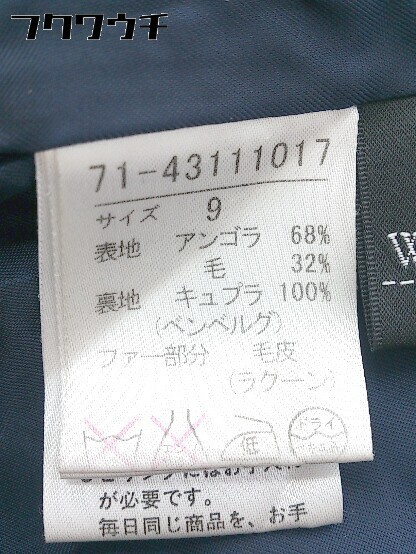 フクワウチ
71-43111017
サイズ 9
表地 アンゴラ 68%
毛 32%
裏地 キュプラ 100%
(ベンベルグ)
ファー部分 毛皮
(ラクーン)
低
ドライ
が必要です。
毎日同じ商品を、お手
W